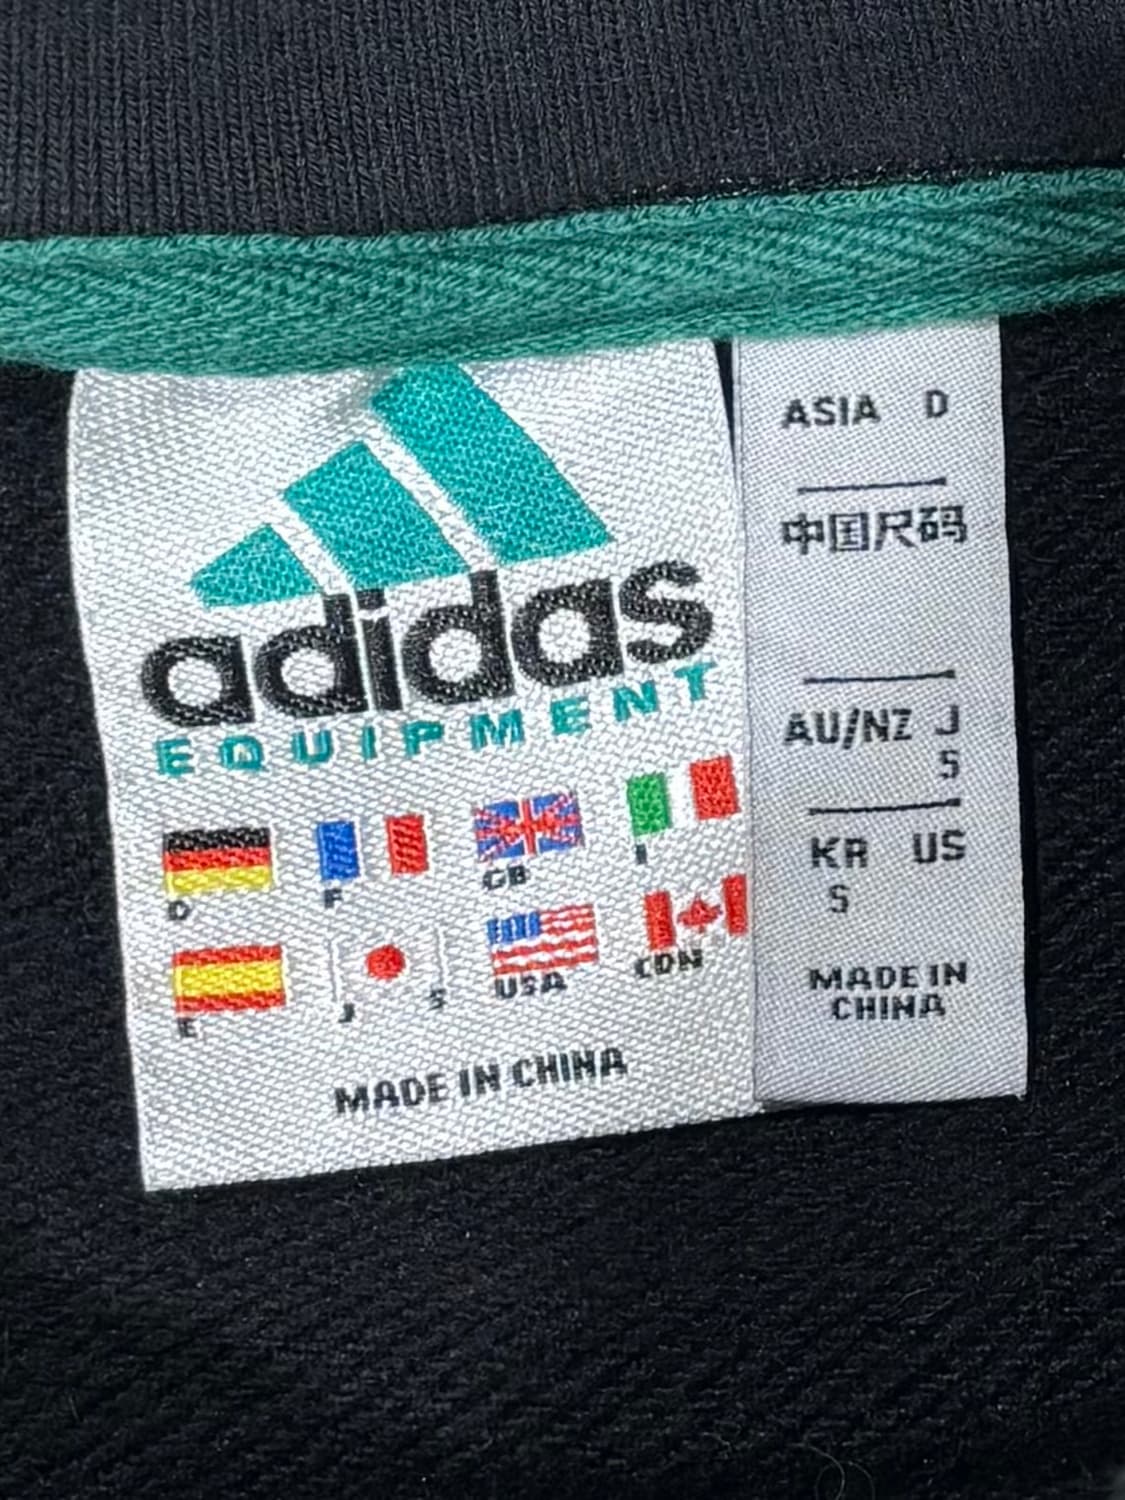 adidas
EQUIPMENT
D F GB I
E J S USA CDN
MADE IN CHINA
ASIA D
中国尺码
AU/NZ J
S
KR US
S
MADE IN
CHINA